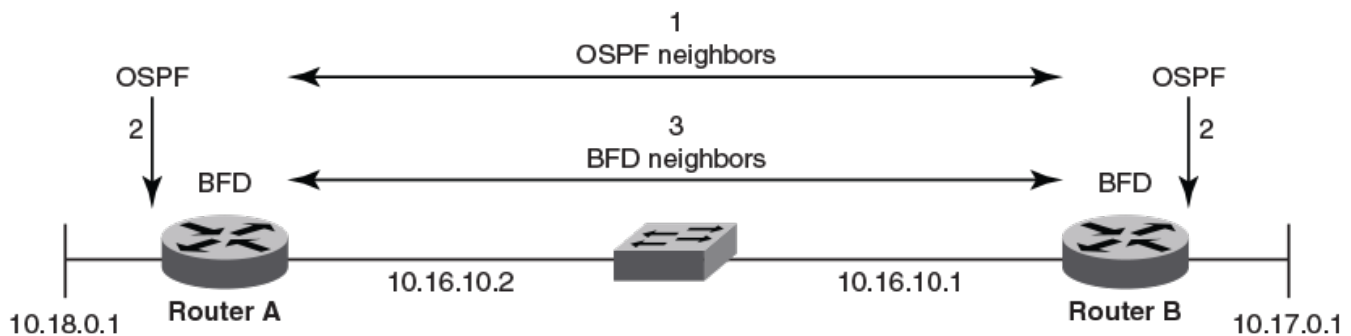 1
OSPF neighbors
OSPF
OSPF
2
2
3
BFD neighbors
BFD
BFD
10.16.10.2
10.16.10.1
Router A
Router B
10.18.0.1
10.17.0.1